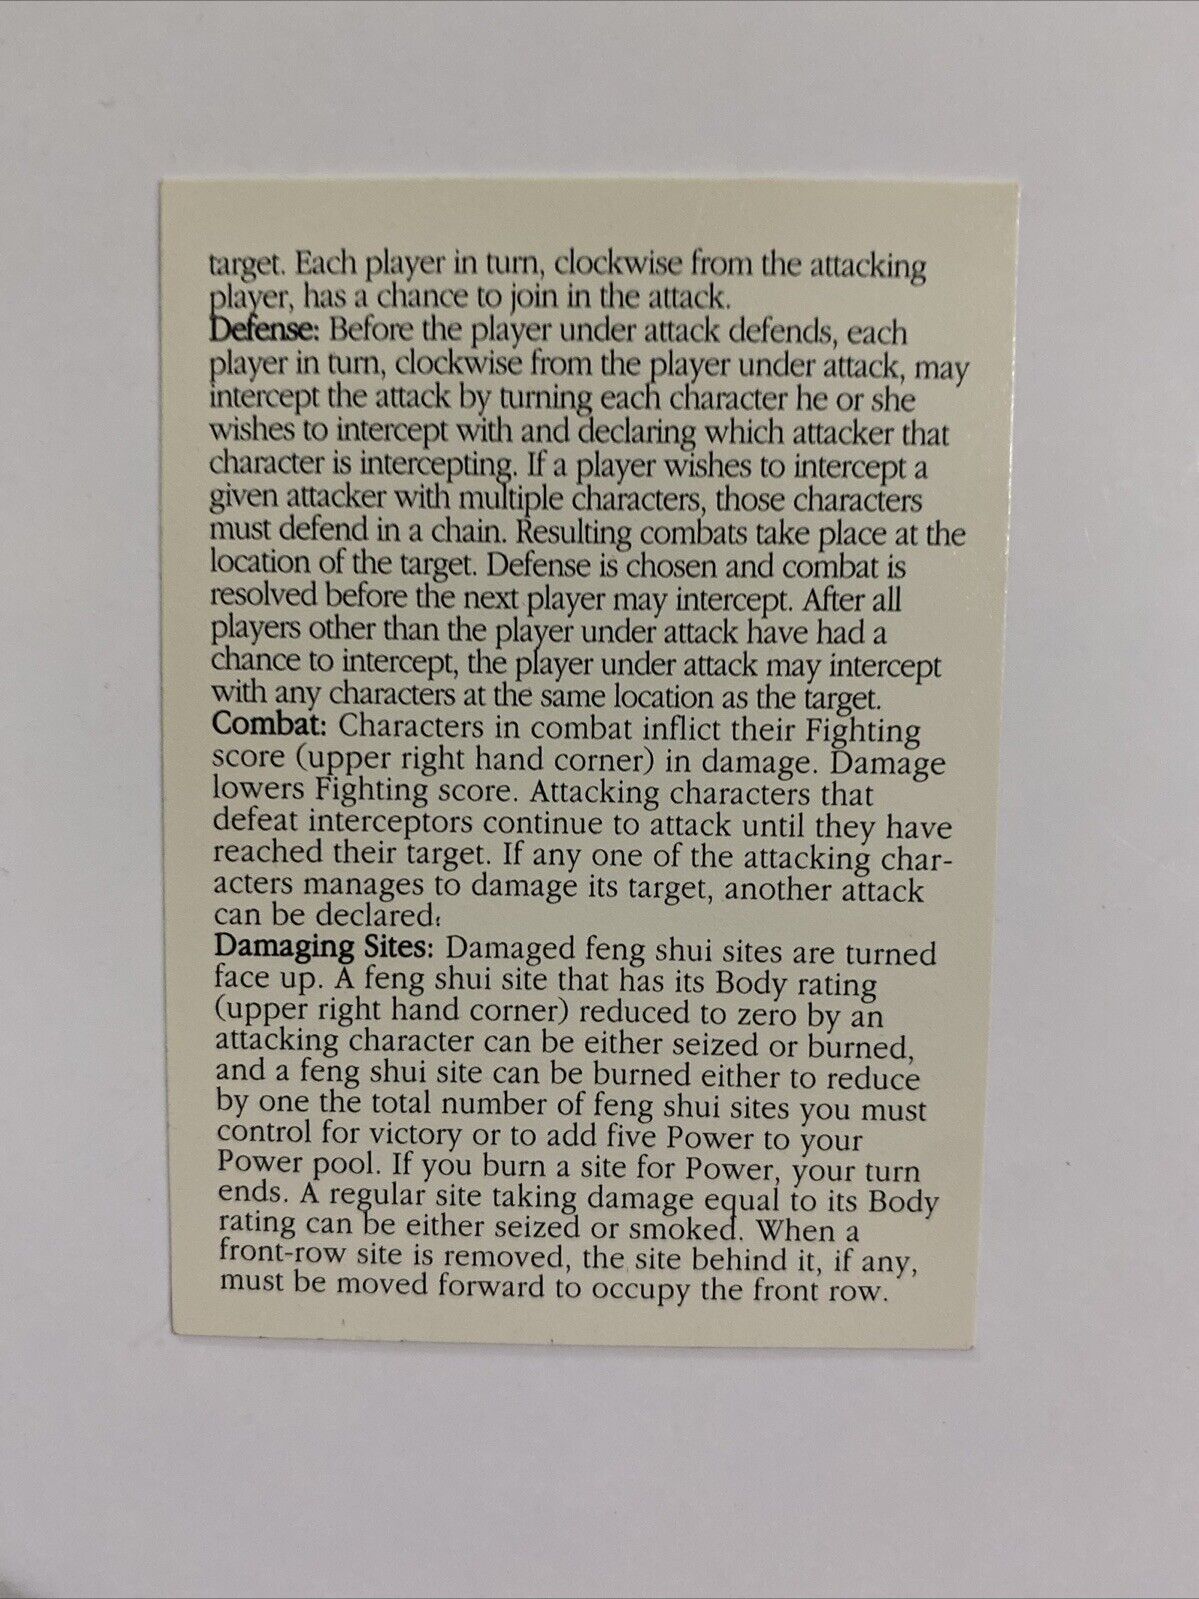 target. Each player in turn, clockwise from the attacking
player, has a chance to join in the attack.
Defense: Before the player under attack defends, each
player in turn, clockwise from the player under attack, may
intercept the attack by turning each character he or she
wishes to intercept with and declaring which attacker that
character is intercepting. If a player wishes to intercept a
given attacker with multiple characters, those characters
must defend in a chain. Resulting combats take place at the
location of the target. Defense is chosen and combat is
resolved before the next player may intercept. After all
players other than the player under attack have had a
chance to intercept, the player under attack may intercept
with any characters at the same location as the target.
Combat: Characters in combat inflict their Fighting
score (upper right hand corner) in damage. Damage
lowers Fighting score. Attacking characters that
defeat interceptors continue to attack until they have
reached their target. If any one of the attacking char-
acters manages to damage its target, another attack
can be declared.
Damaging Sites: Damaged feng shui sites are turned
face up. A feng shui site that has its Body rating
(upper right hand corner) reduced to zero by an
attacking character can be either seized or burned,
and a feng shui site can be burned either to reduce
by one the total number of feng shui sites you must
control for victory or to add five Power to your
Power pool. If you burn a site for Power, your turn
ends. A regular site taking damage equal to its Body
rating can be either seized or smoked. When a
front-row site is removed, the site behind it, if any,
must be moved forward to occupy the front row.